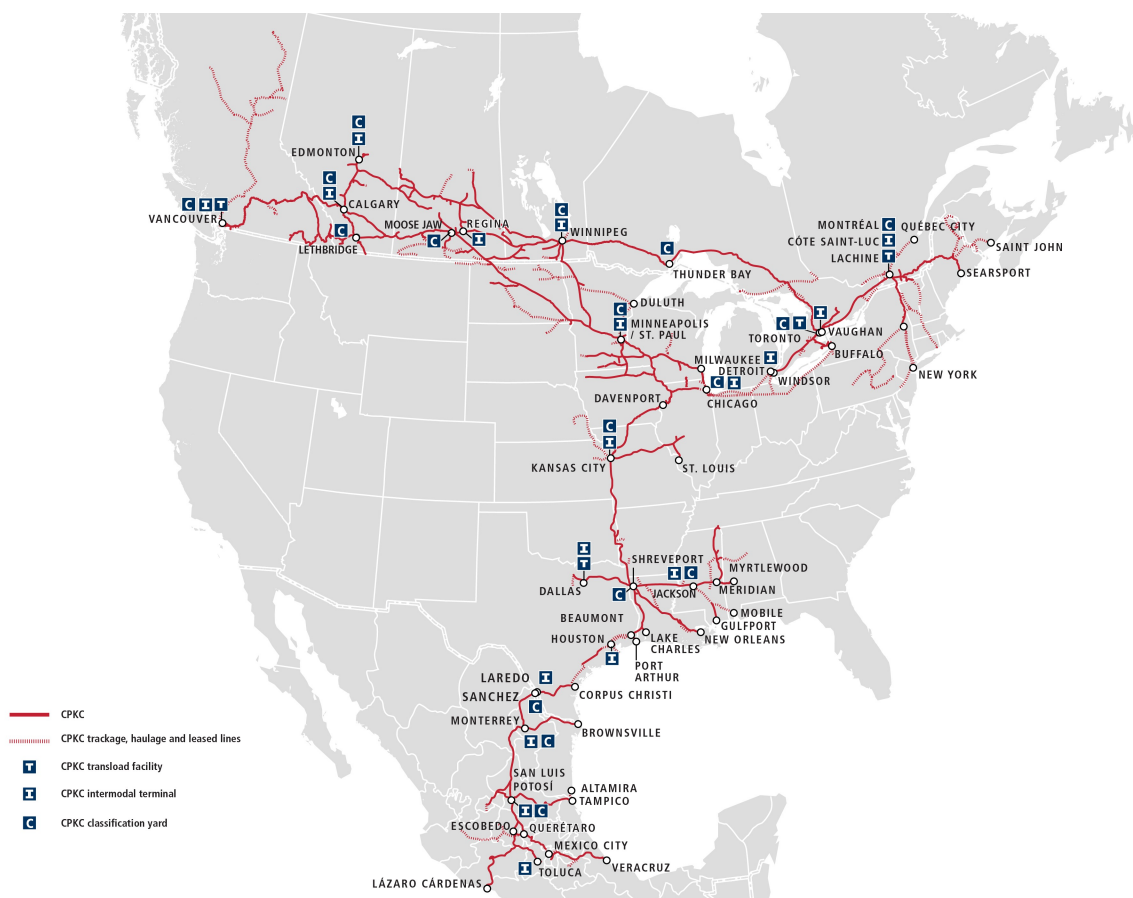 C
I
EDMONTON
C
I
CALGARY
C I T
VANCOUVER
C
LETHBRIDGE
MOOSE JAW
C
REGINA
I
C
I
WINNIPEG
C
THUNDER BAY
MONTRÉAL C
CÔTE SAINT-LUC I
LACHINE T
QUÉBEC CITY
SAINT JOHN
SEARSPORT
DULUTH
C
I MINNEAPOLIS
/ ST. PAUL
I
C T
TORONTO
VAUGHAN
BUFFALO
MILWAUKEE I
DETROIT
WINDSOR
C I
CHICAGO
NEW YORK
DAVENPORT
C
I
KANSAS CITY
ST. LOUIS
I
T
DALLAS
SHREVEPORT
C
I C
JACKSON
MYRTLEWOOD
MERIDIAN
MOBILE
GULFPORT
NEW ORLEANS
BEAUMONT
HOUSTON
I
LAKE
CHARLES
PORT
ARTHUR
LAREDO I
SANCHEZ
C
CORPUS CHRISTI
MONTERREY
I C
BROWNSVILLE
SAN LUIS
POTOSÍ
I C
ALTAMIRA
TAMPICO
ESCOBEDO
QUERÉTARO
MEXICO CITY
I
TOLUCA
VERACRUZ
LÁZARO CÁRDENAS
CPKC
CPKC trackage, haulage and leased lines
T CPKC transload facility
I CPKC intermodal terminal
C CPKC classification yard